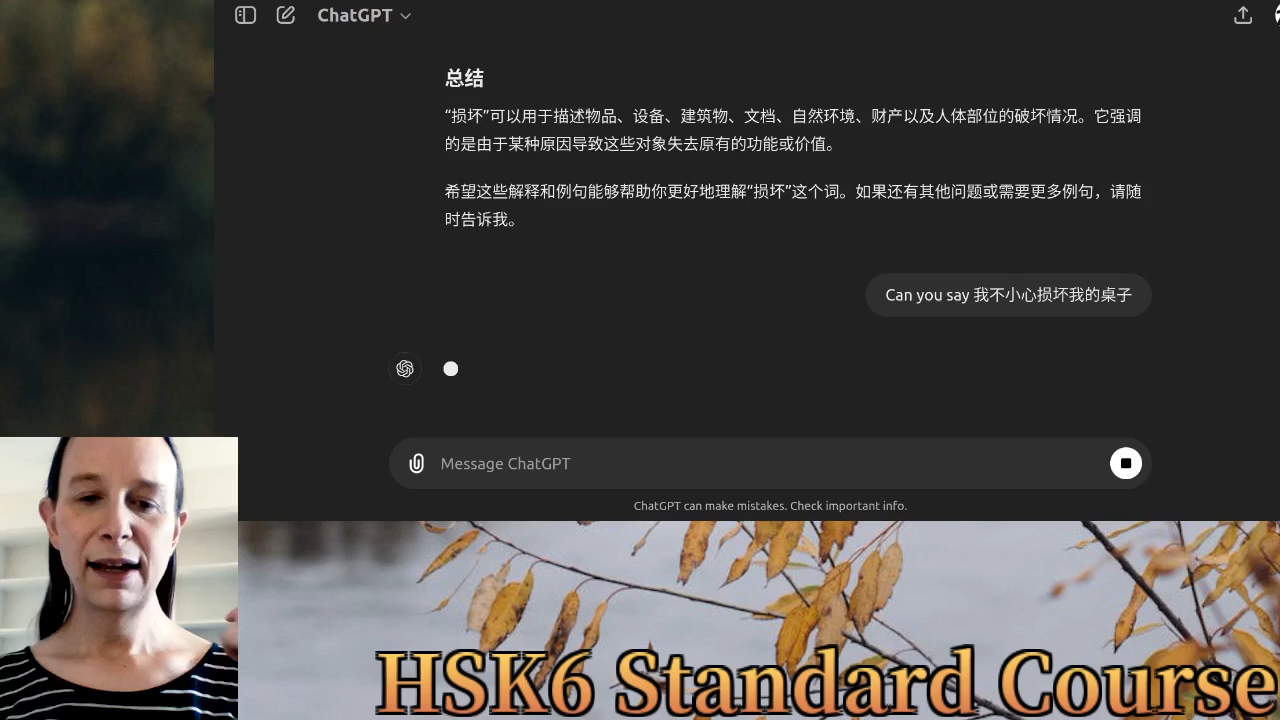 ChatGPT
总结
“损坏”可以用于描述物品、设备、建筑物、文档、自然环境、财产以及人体部位的破坏情况。它强调
的是由于某种原因导致这些对象失去原有的功能或价值。
希望这些解释和例句能够帮助你更好地理解“损坏”这个词。如果还有其他问题或需要更多例句，请随
时告诉我。
Can you say 我不小心损坏我的桌子
Message ChatGPT
ChatGPT can make mistakes. Check important info.
HSK6 Standard Course